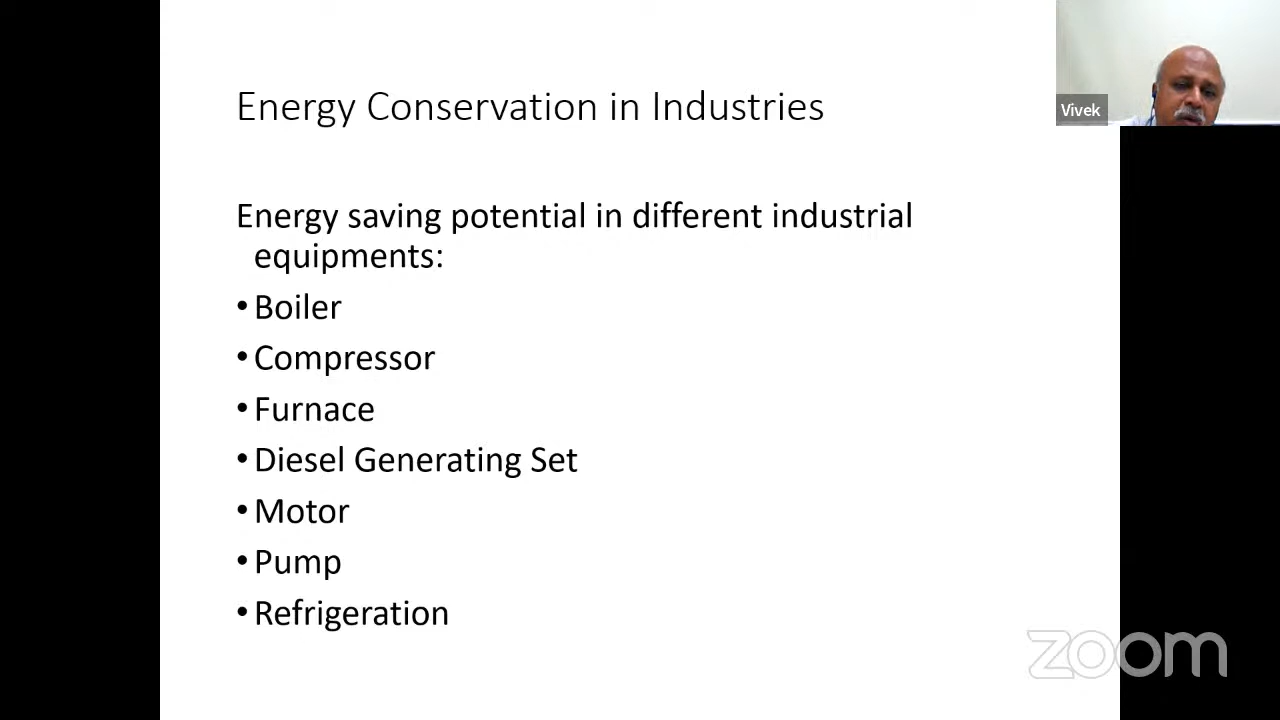 Energy Conservation in Industries
Vivek
Energy saving potential in different industrial
equipments:
• Boiler
• Compressor
• Furnace
• Diesel Generating Set
• Motor
• Pump
• Refrigeration
zoom